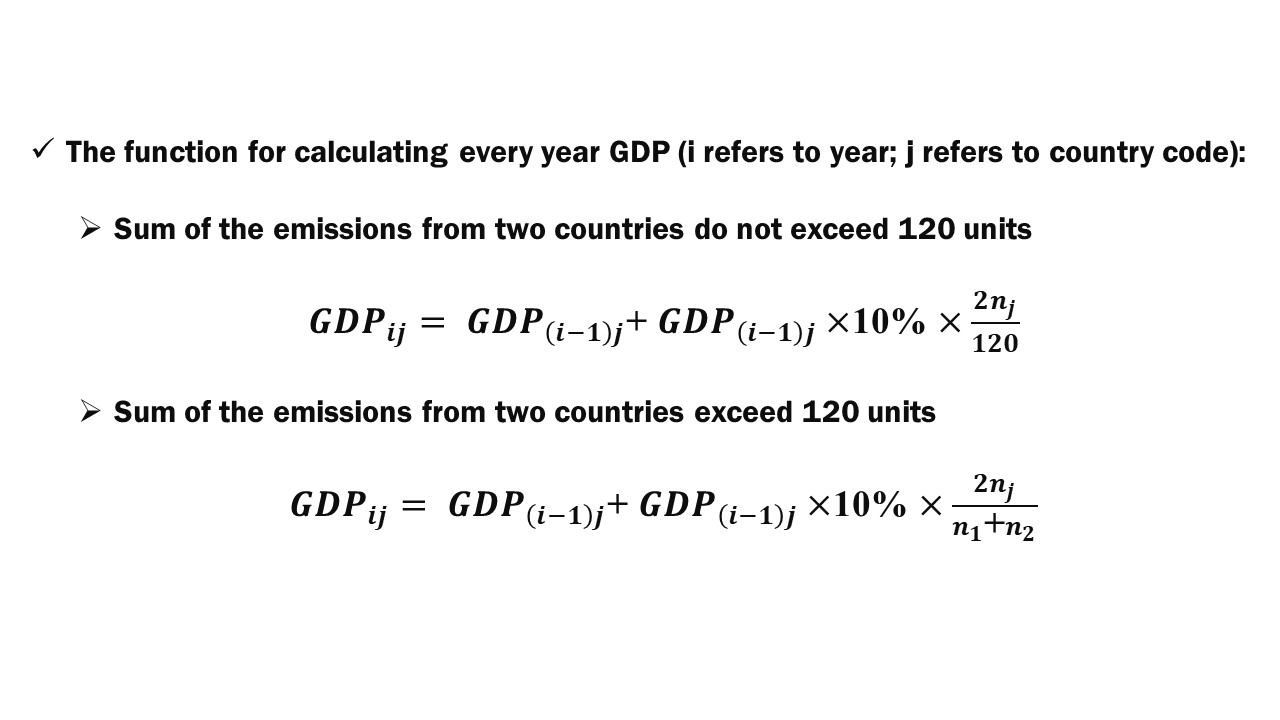 ✓ The function for calculating every year GDP (i refers to year; j refers to country code):
➢ Sum of the emissions from two countries do not exceed 120 units
$GDP_{ij} = GDP_{(i-1)j} + GDP_{(i-1)j} \times 10\% \times \frac{2n_j}{120}$
➢ Sum of the emissions from two countries exceed 120 units
$GDP_{ij} = GDP_{(i-1)j} + GDP_{(i-1)j} \times 10\% \times \frac{2n_j}{n_1+n_2}$